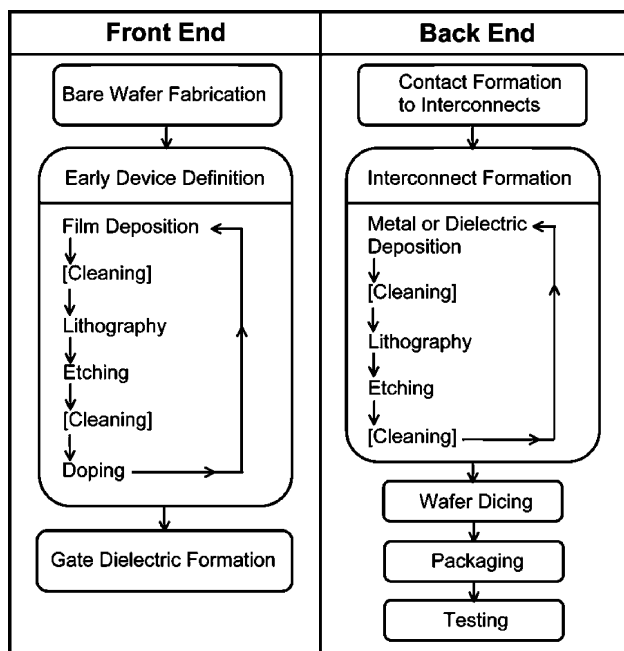 Front End
Bare Wafer Fabrication
Early Device Definition
Film Deposition
[Cleaning]
Lithography
Etching
[Cleaning]
Doping
Gate Dielectric Formation
Back End
Contact Formation
to Interconnects
Interconnect Formation
Metal or Dielectric
Deposition
[Cleaning]
Lithography
Etching
[Cleaning]
Wafer Dicing
Packaging
Testing